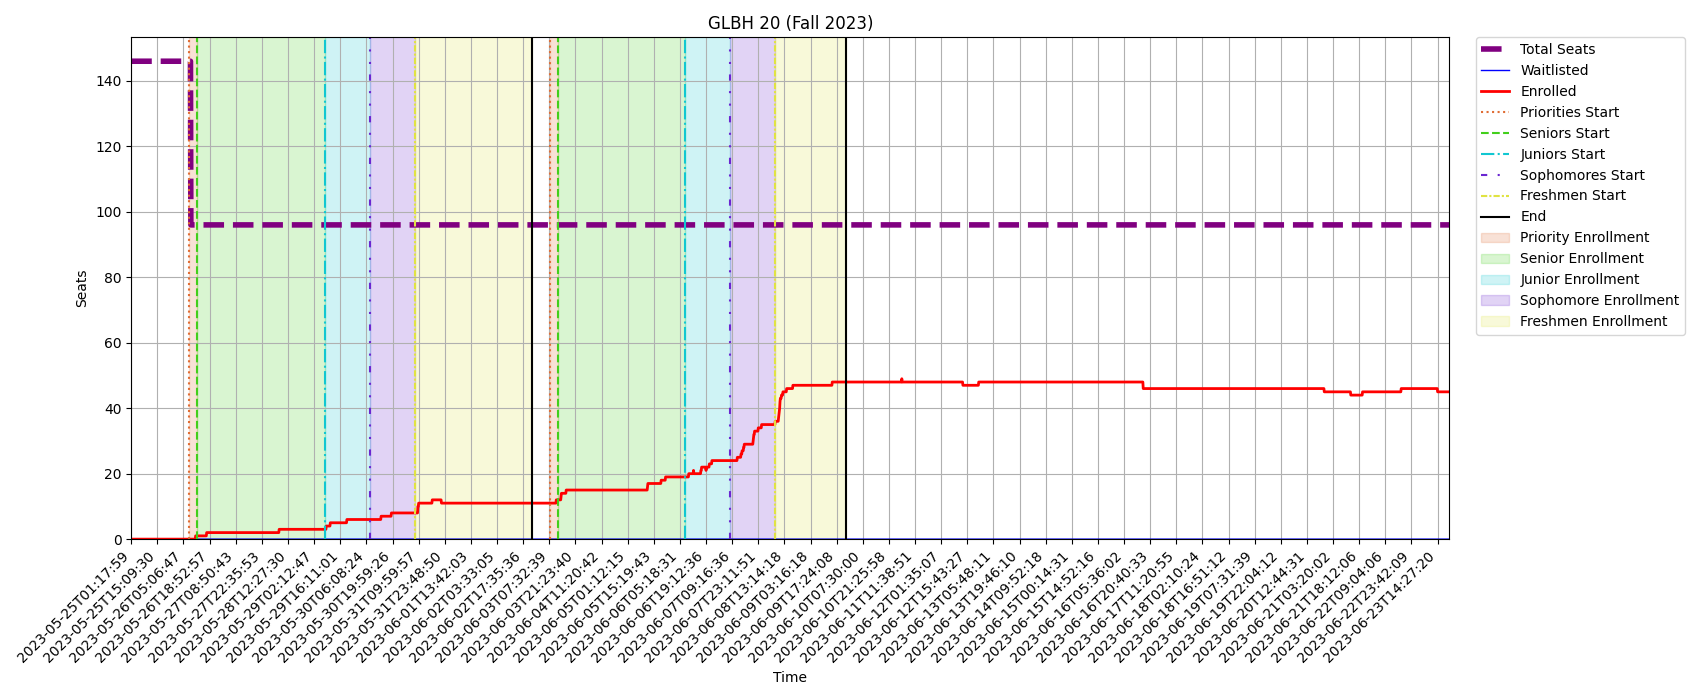 GLBH 20 (Fall 2023)
Seats
140
120
100
80
60
40
20
0
2023-05-25T01:17:59
2023-05-25T15:09:30
2023-05-26T05:06:47
2023-05-26T18:52:57
2023-05-27T08:50:43
2023-05-27T22:35:53
2023-05-28T12:27:30
2023-05-29T02:12:47
2023-05-29T16:11:01
2023-05-30T06:08:24
2023-05-30T19:59:26
2023-05-31T09:59:57
2023-05-31T23:48:50
2023-06-01T13:42:03
2023-06-02T03:33:05
2023-06-02T17:35:36
2023-06-03T07:32:39
2023-06-03T21:23:40
2023-06-04T11:20:42
2023-06-05T01:12:15
2023-06-05T15:19:43
2023-06-06T05:18:31
2023-06-06T19:12:36
2023-06-07T09:16:36
2023-06-07T23:11:51
2023-06-08T13:14:18
2023-06-09T03:16:18
2023-06-09T17:24:08
2023-06-10T07:30:00
2023-06-10T21:25:58
2023-06-11T11:38:51
2023-06-12T01:35:07
2023-06-12T15:43:27
2023-06-13T05:48:11
2023-06-13T19:46:10
2023-06-14T09:52:18
2023-06-15T00:14:31
2023-06-15T14:52:16
2023-06-16T05:36:02
2023-06-16T20:40:33
2023-06-17T11:20:55
2023-06-18T02:10:24
2023-06-18T16:51:12
2023-06-19T07:31:39
2023-06-19T22:04:12
2023-06-20T12:44:31
2023-06-21T03:20:02
2023-06-21T18:12:06
2023-06-22T09:04:06
2023-06-22T23:42:09
2023-06-23T14:27:20
Time
Total Seats
Waitlisted
Enrolled
Priorities Start
Seniors Start
Juniors Start
Sophomores Start
Freshmen Start
End
Priority Enrollment
Senior Enrollment
Junior Enrollment
Sophomore Enrollment
Freshmen Enrollment